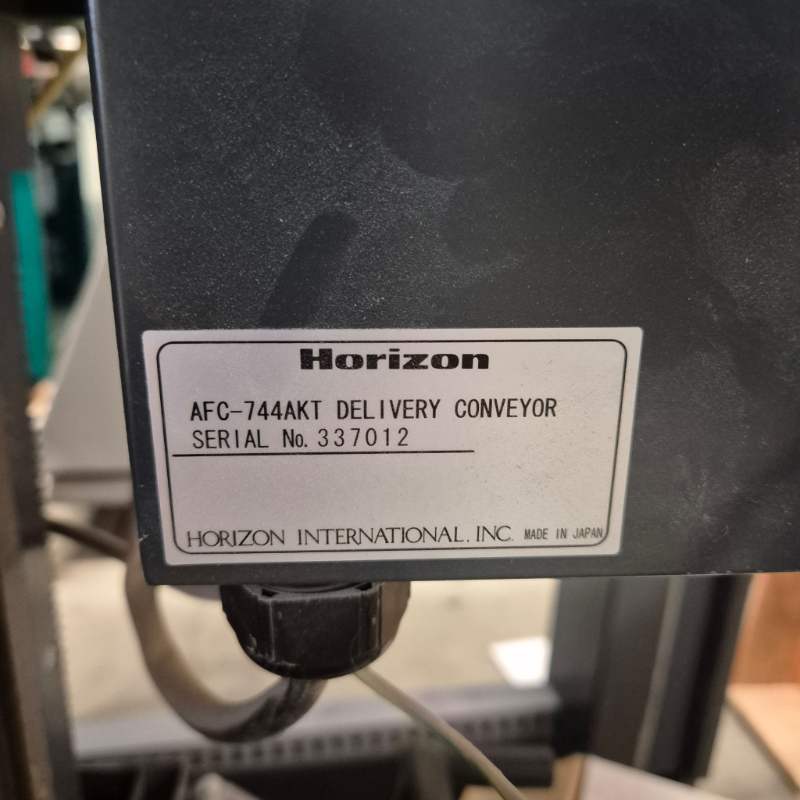 Horizon
AFC-744AKT DELIVERY CONVEYOR
SERIAL No. 337012
HORIZON INTERNATIONAL. INC. MADE IN JAPAN